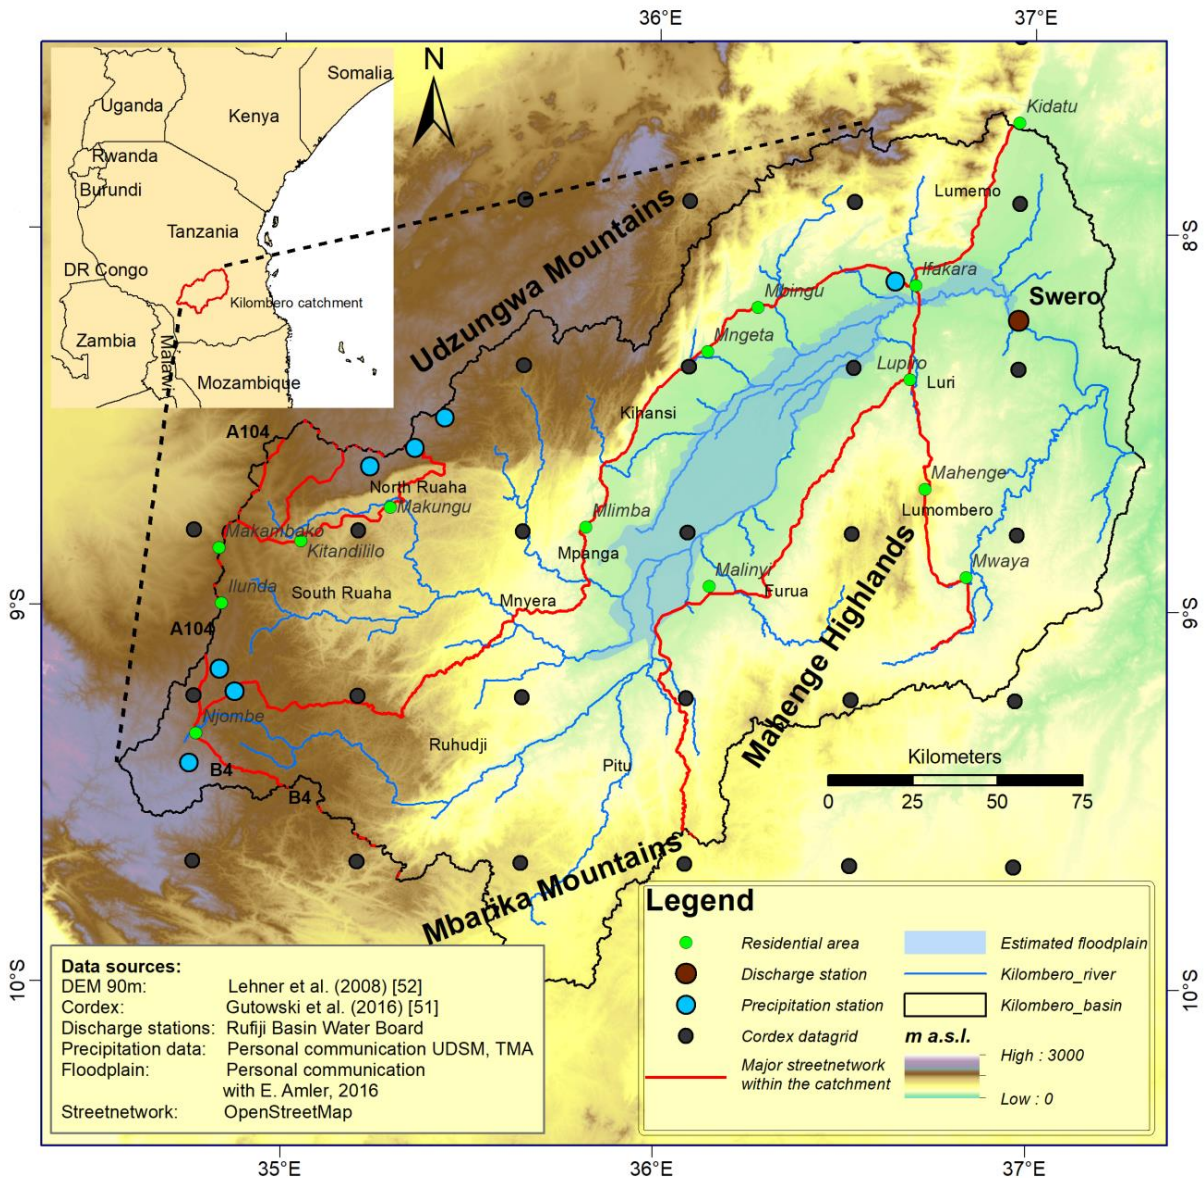 36°E
37°E
N
Somalia
Uganda
Kenya
Rwanda
Burundi
Tanzania
DR Congo
Kilombero catchment
Zambia
Malawi
Mozambique
Kidatu
Lumemo
8°S
Udzungwa Mountains
Ifakara
Mbingu
Swero
Mngeta
Lupiro
Luri
Kihansi
A104
North Ruaha
Makungu
Mahenge
Lumombero
Mlimba
Makambako
Kitandililo
Mpanga
Mwaya
Malinyi
Ilunda
South Ruaha
Furua
Mnyera
9°S
9°S
A104
Mahenge Highlands
Njombe
Ruhudji
Pitu
B4
B4
Kilometers
0 25 50 75
Mbarika Mountains
10°S
10°S
Legend
Residential area
Discharge station
Precipitation station
Cordex datagrid
Major streetnetwork
within the catchment
Estimated floodplain
Kilombero_river
Kilombero_basin
m a.s.l.
High : 3000
Low : 0
Data sources:
DEM 90m: Lehner et al. (2008) [52]
Cordex: Gutowski et al. (2016) [51]
Discharge stations: Rufiji Basin Water Board
Precipitation data: Personal communication UDSM, TMA
Floodplain: Personal communication
with E. Amler, 2016
Streetnetwork: OpenStreetMap
35°E
36°E
37°E